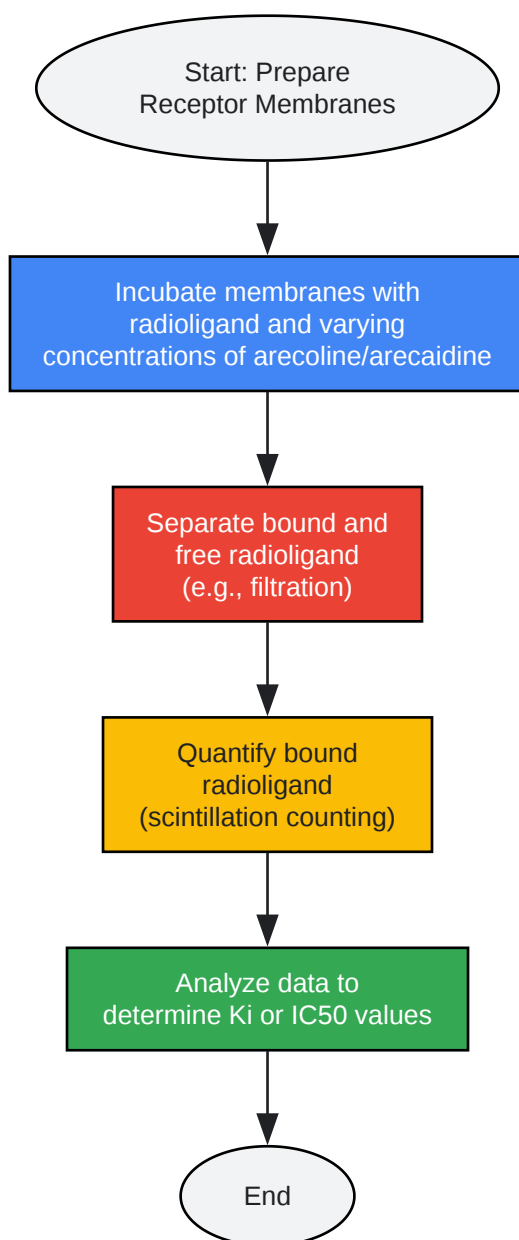 Start: Prepare
Receptor Membranes
Incubate membranes with
radioligand and varying
concentrations of arecoline/arecaidine
Separate bound and
free radioligand
(e.g., filtration)
Quantify bound
radioligand
(scintillation counting)
Analyze data to
determine Ki or IC50 values
End